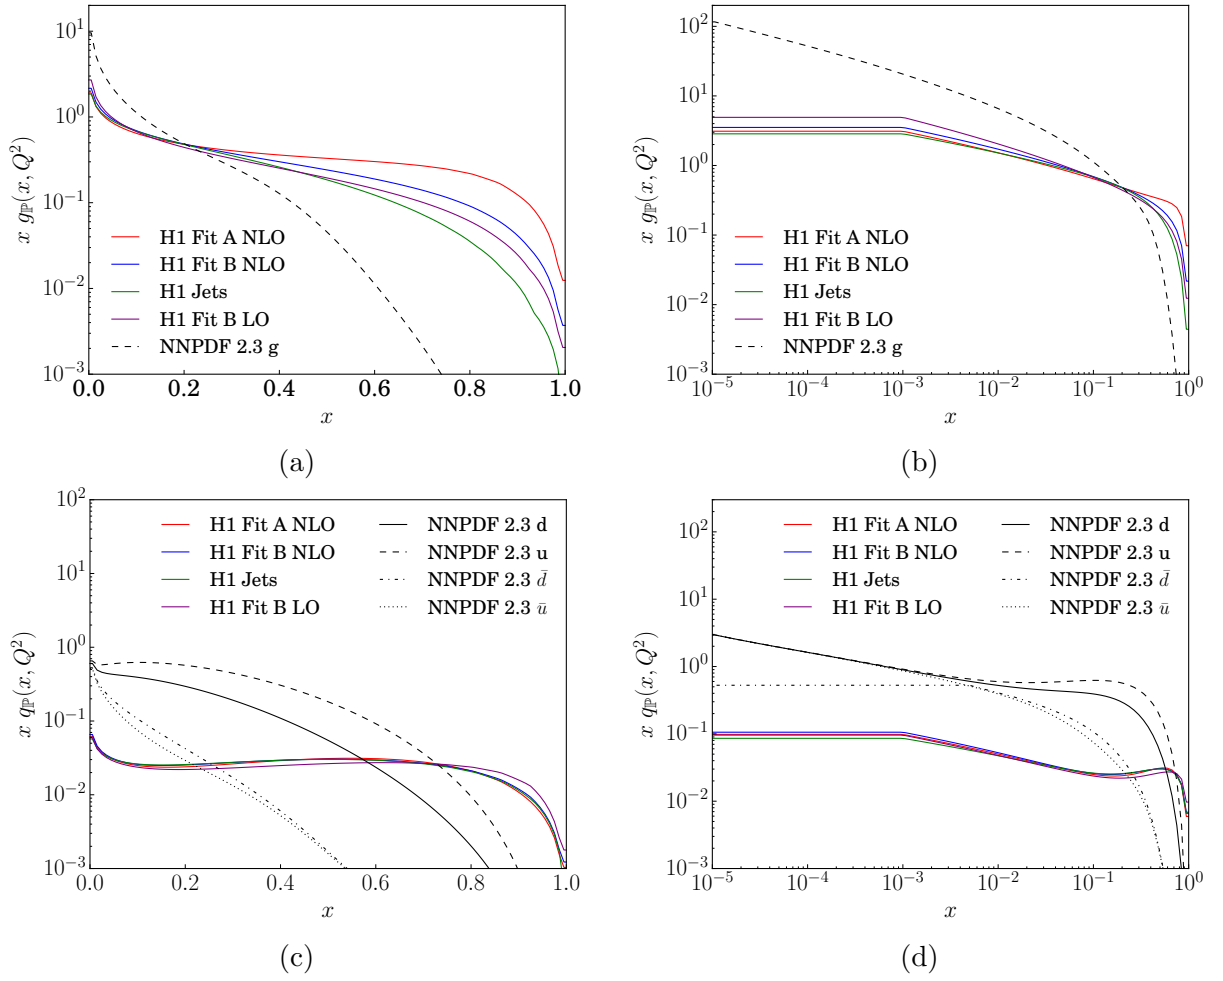 10^1
10^0
10^{-1}
10^{-2}
10^{-3}
x g_ℙ(x, Q^2)
H1 Fit A NLO
H1 Fit B NLO
H1 Jets
H1 Fit B LO
NNPDF 2.3 g
0.0 0.2 0.4 0.6 0.8 1.0
x
(a)
10^2
10^1
10^0
10^{-1}
10^{-2}
10^{-3}
x g_ℙ(x, Q^2)
H1 Fit A NLO
H1 Fit B NLO
H1 Jets
H1 Fit B LO
NNPDF 2.3 g
10^{-5} 10^{-4} 10^{-3} 10^{-2} 10^{-1} 10^0
x
(b)
10^2
10^1
10^0
10^{-1}
10^{-2}
10^{-3}
x q_ℙ(x, Q^2)
H1 Fit A NLO
H1 Fit B NLO
H1 Jets
H1 Fit B LO
NNPDF 2.3 d
NNPDF 2.3 u
NNPDF 2.3 d̄
NNPDF 2.3 ū
0.0 0.2 0.4 0.6 0.8 1.0
x
(c)
10^2
10^1
10^0
10^{-1}
10^{-2}
10^{-3}
x q_ℙ(x, Q^2)
H1 Fit A NLO
H1 Fit B NLO
H1 Jets
H1 Fit B LO
NNPDF 2.3 d
NNPDF 2.3 u
NNPDF 2.3 d̄
NNPDF 2.3 ū
10^{-5} 10^{-4} 10^{-3} 10^{-2} 10^{-1} 10^0
x
(d)